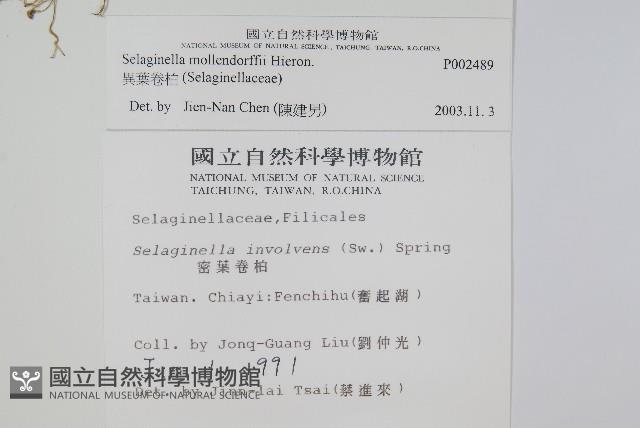 國立自然科學博物館
NATIONAL MUSEUM OF NATURAL SCIENCE, TAICHUNG, TAIWAN, R.O.CHINA
Selaginella mollendorffii Hieron. P002489
異葉卷柏 (Selaginellaceae)
Det. by Jien-Nan Chen (陳建男) 2003.11. 3
國立自然科學博物館
NATIONAL MUSEUM OF NATURAL SCIENCE
TAICHUNG, TAIWAN, R.O.CHINA
Selaginellaceae,Filicales
Selaginella involvens (Sw.) Spring
密葉卷柏
Taiwan. Chiayi:Fenchihu(奮起湖)
Coll. by Jong-Guang Liu(劉仲光)
1991
Det. by Jinn-lai Tsai(蔡進來)
國立自然科學博物館
NATIONAL MUSEUM OF NATURAL SCIENCE